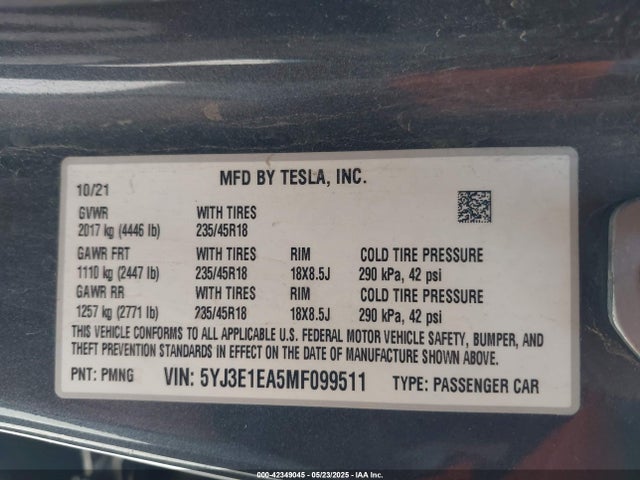 MFD BY TESLA, INC.
10/21
GVWR WITH TIRES
2017 kg (4446 lb) 235/45R18
GAWR FRT WITH TIRES RIM COLD TIRE PRESSURE
1110 kg (2447 lb) 235/45R18 18X8.5J 290 kPa, 42 psi
GAWR RR WITH TIRES RIM COLD TIRE PRESSURE
1257 kg (2771 lb) 235/45R18 18X8.5J 290 kPa, 42 psi
THIS VEHICLE CONFORMS TO ALL APPLICABLE U.S. FEDERAL MOTOR VEHICLE SAFETY, BUMPER, AND
THEFT PREVENTION STANDARDS IN EFFECT ON THE DATE OF MANUFACTURE SHOWN ABOVE.
PNT: PMNG VIN: 5YJ3E1EA5MF099511 TYPE: PASSENGER CAR
000-42349045 - 05/23/2025 - IAA Inc.